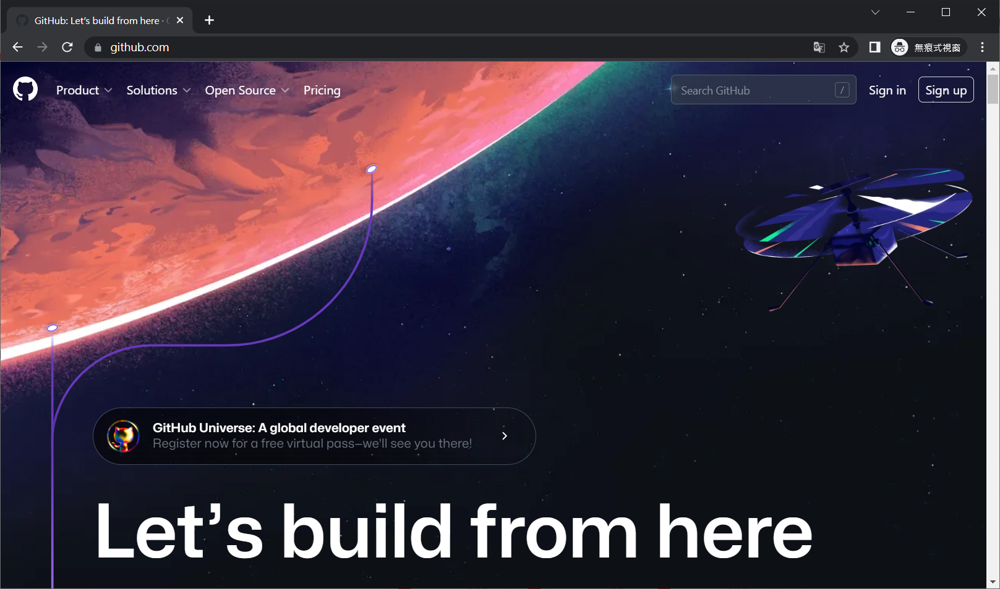 GitHub: Let's build from here ·
github.com
無痕式視窗
Product
Solutions
Open Source
Pricing
Search GitHub
/
Sign in
Sign up
GitHub Universe: A global developer event
Register now for a free virtual pass—we'll see you there!
Let's build from here